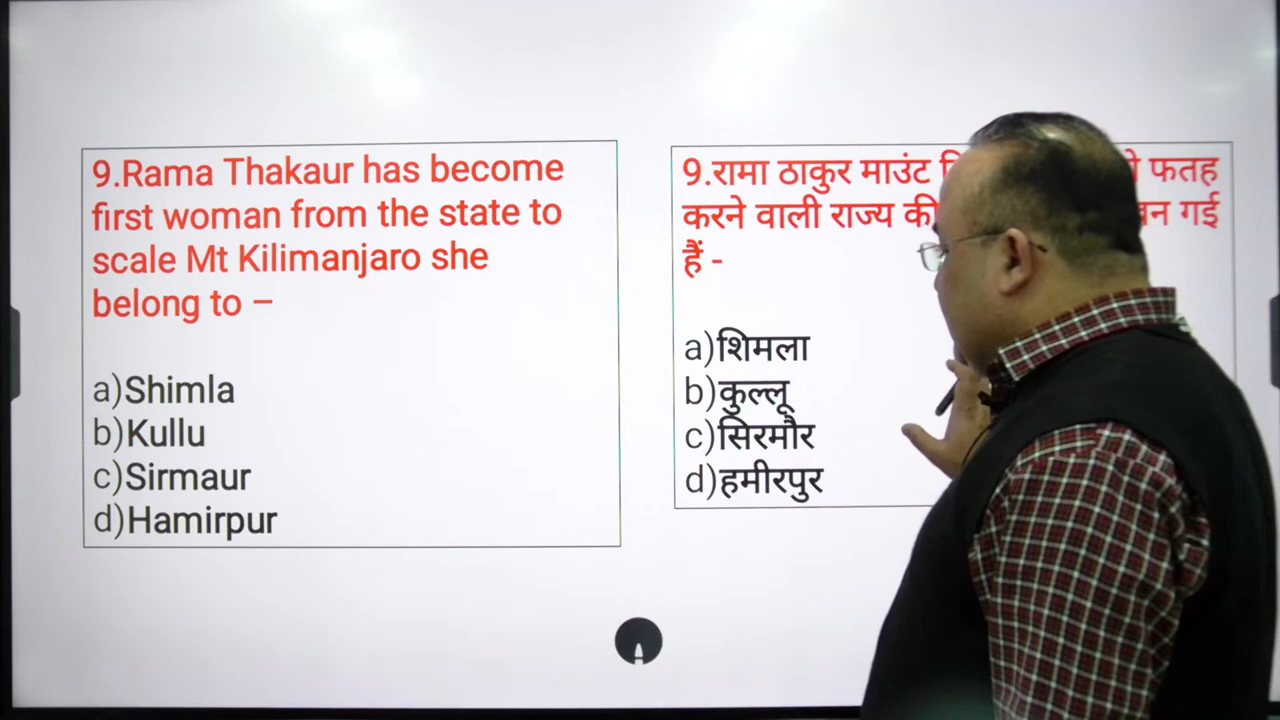 9.Rama Thakaur has become
first woman from the state to
scale Mt Kilimanjaro she
belong to –
a)Shimla
b)Kullu
c)Sirmaur
d)Hamirpur
9.रामा ठाकुर माउंट फतह
करने वाली राज्य की गई
हैं -
a)शिमला
b)कुल्लू
c)सिरमौर
d)हमीरपुर